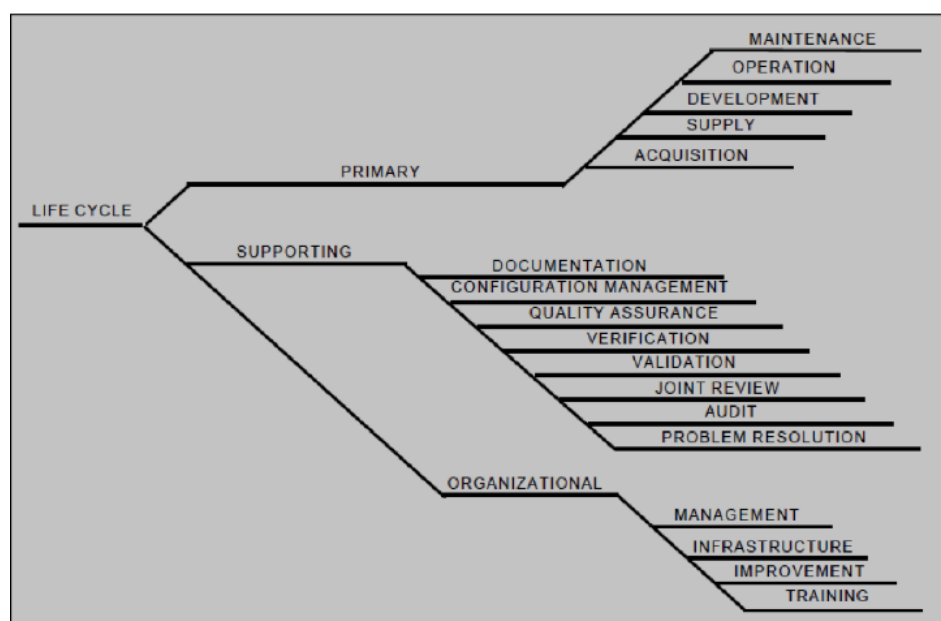 MAINTENANCE
OPERATION
DEVELOPMENT
SUPPLY
ACQUISITION
PRIMARY
LIFE CYCLE
SUPPORTING
DOCUMENTATION
CONFIGURATION MANAGEMENT
QUALITY ASSURANCE
VERIFICATION
VALIDATION
JOINT REVIEW
AUDIT
PROBLEM RESOLUTION
ORGANIZATIONAL
MANAGEMENT
INFRASTRUCTURE
IMPROVEMENT
TRAINING